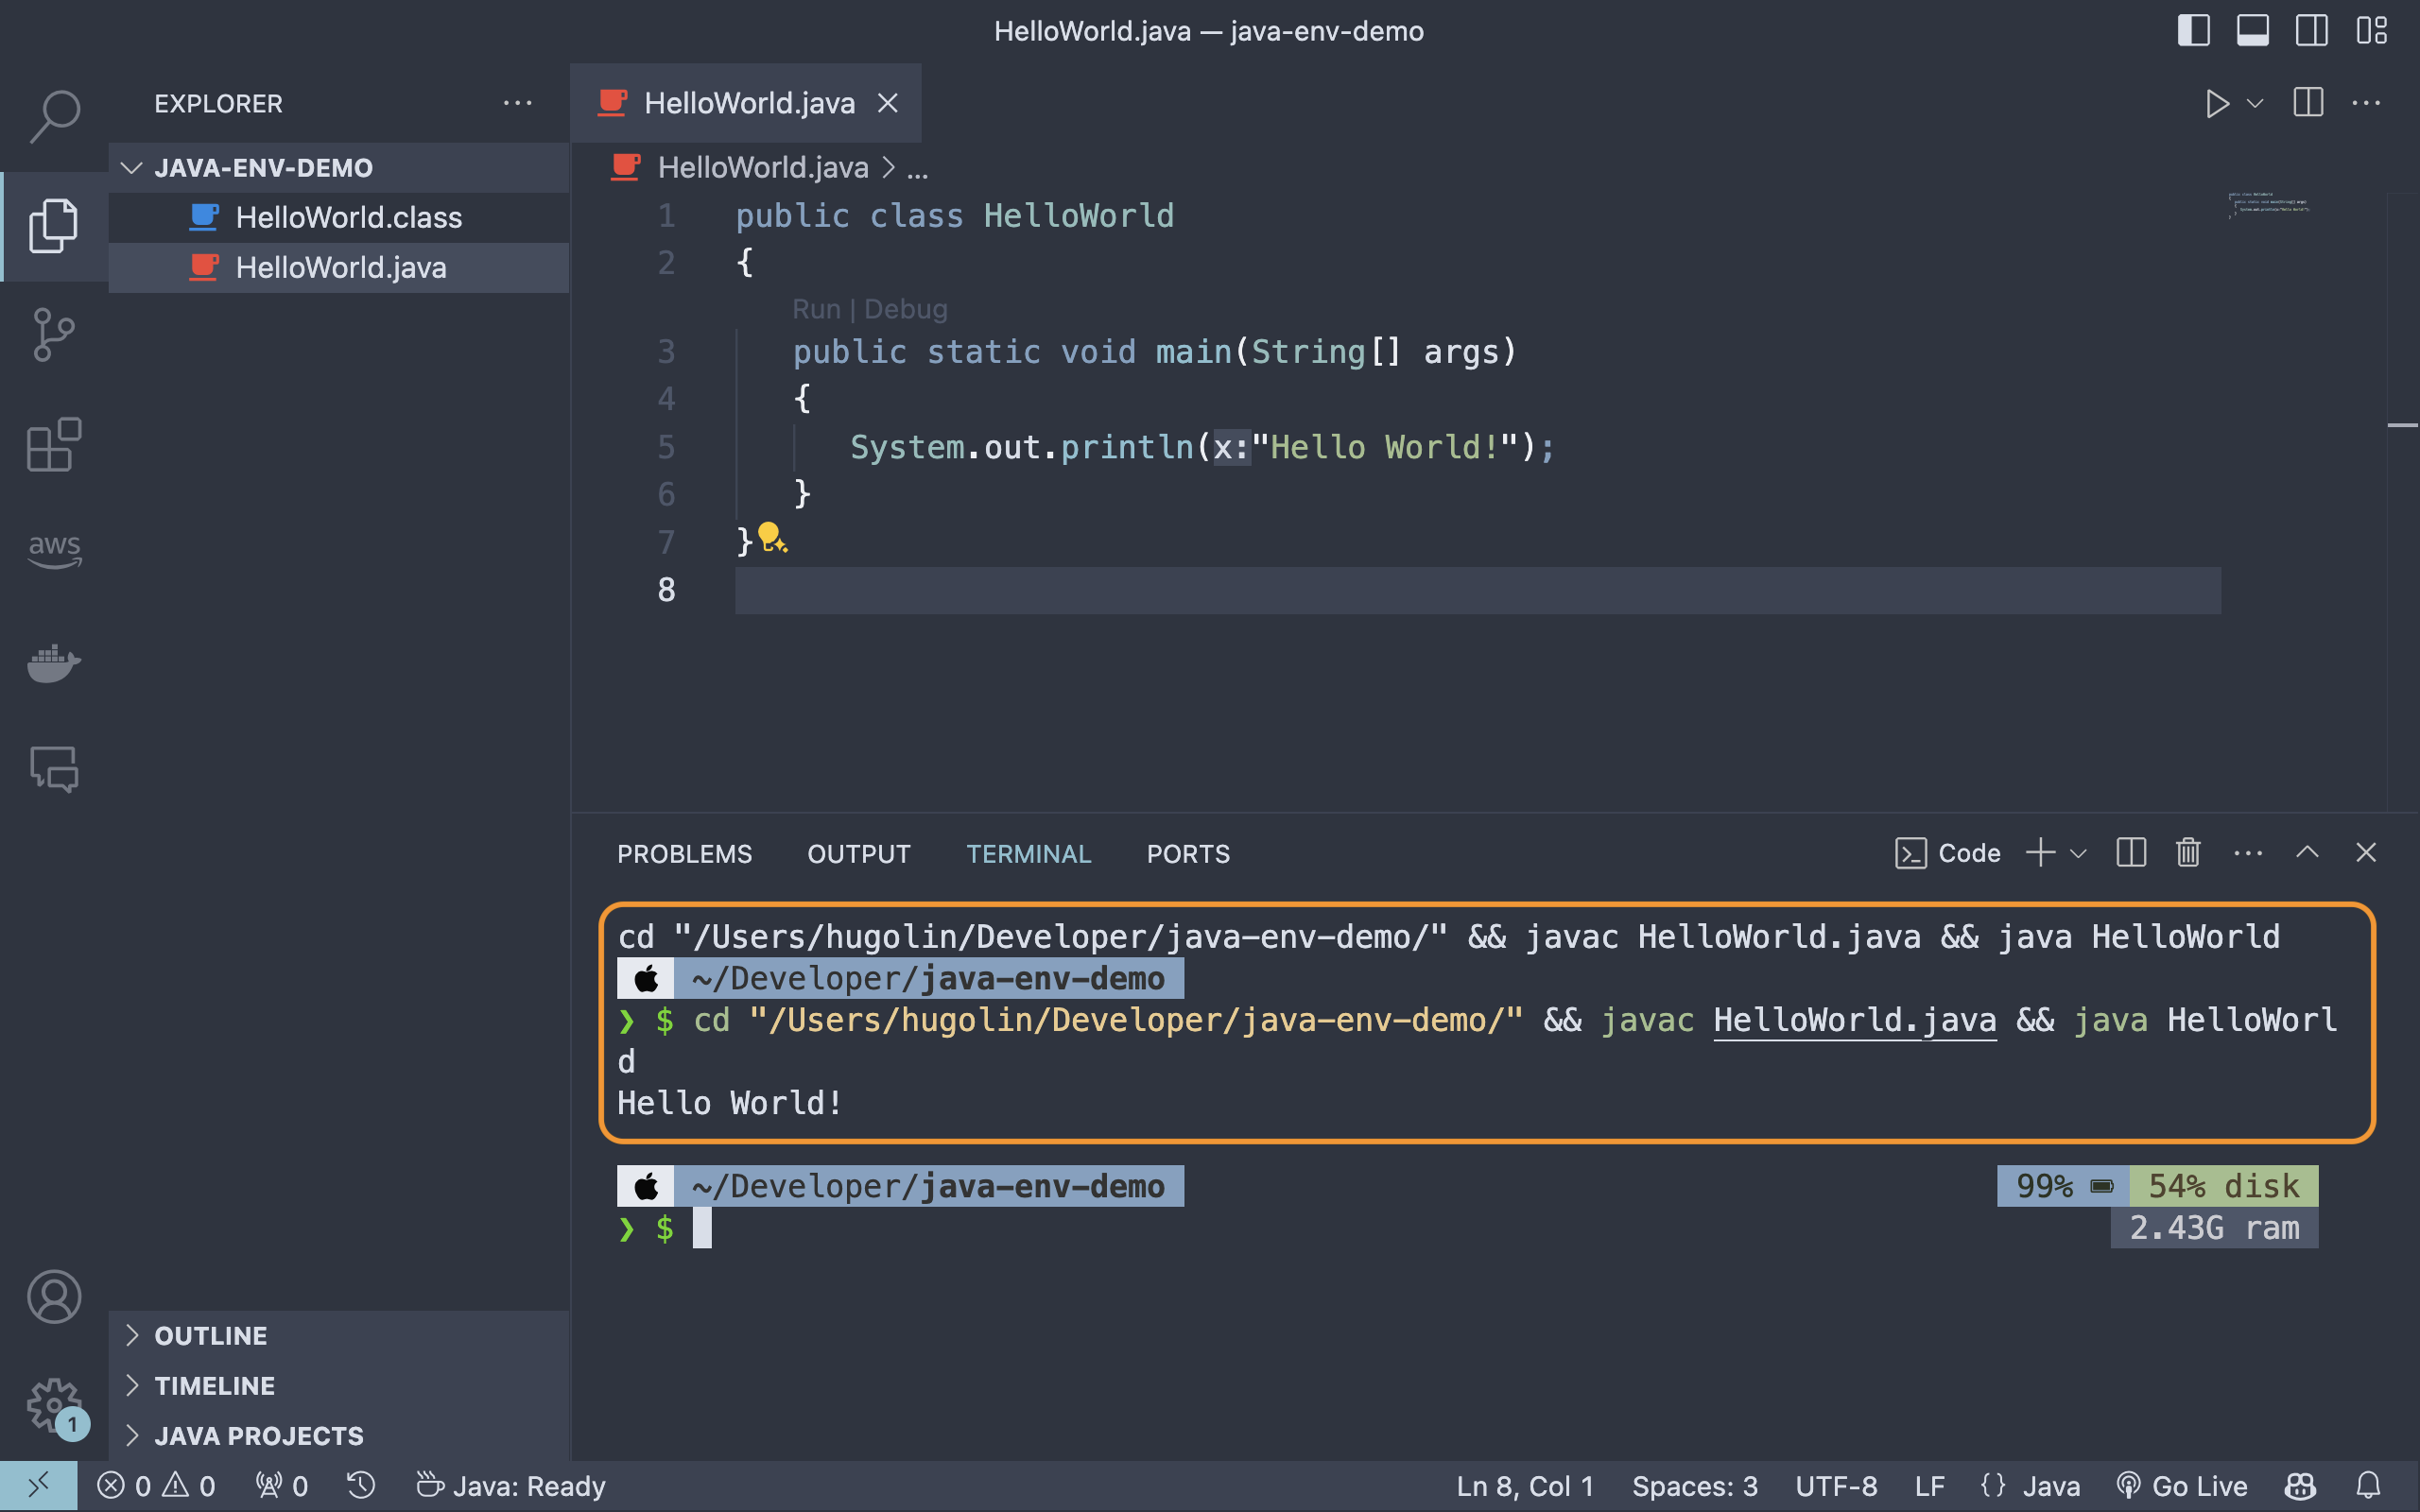 HelloWorld.java — java-env-demo
EXPLORER
JAVA-ENV-DEMO
HelloWorld.class
HelloWorld.java
aws
OUTLINE
TIMELINE
JAVA PROJECTS
HelloWorld.java
HelloWorld.java > ...
1 public class HelloWorld
2 {
Run | Debug
3 public static void main(String[] args)
4 {
5 System.out.println(x:"Hello World!");
6 }
7 }
8
PROBLEMS OUTPUT TERMINAL PORTS Code
cd "/Users/hugolin/Developer/java-env-demo/" && javac HelloWorld.java && java HelloWorld
~/Developer/java-env-demo
❯ $ cd "/Users/hugolin/Developer/java-env-demo/" && javac HelloWorld.java && java HelloWorl
d
Hello World!
~/Developer/java-env-demo 99% 54% disk
❯ $ 2.43G ram
1
0 0 0 Java: Ready Ln 8, Col 1 Spaces: 3 UTF-8 LF {} Java Go Live